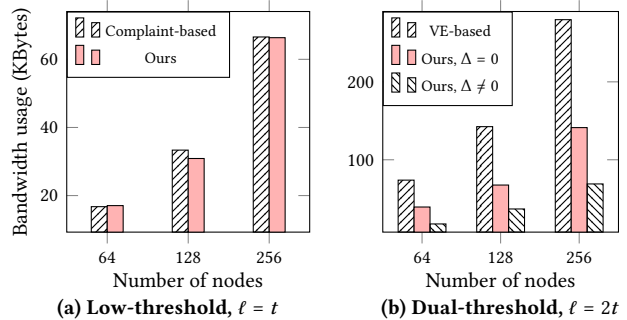 Bandwidth usage (KBytes)
60
40
20
Complaint-based
Ours
64
128
256
Number of nodes
(a) Low-threshold, ℓ = t
200
100
VE-based
Ours, Δ = 0
Ours, Δ ≠ 0
64
128
256
Number of nodes
(b) Dual-threshold, ℓ = 2t